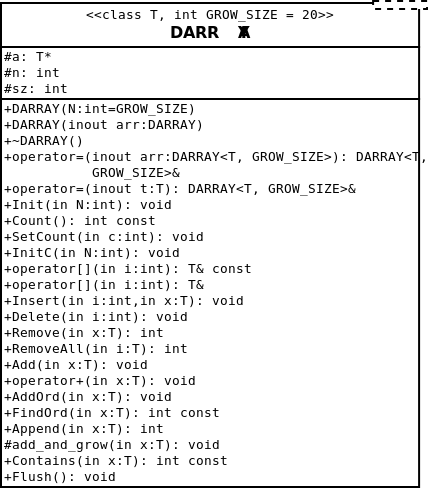 <<class T, int GROW_SIZE = 20>>
DARRAY
#a: T*
#n: int
#sz: int
+DARRAY(N:int=GROW_SIZE)
+DARRAY(inout arr:DARRAY)
+~DARRAY()
+operator=(inout arr:DARRAY<T, GROW_SIZE>): DARRAY<T,
GROW_SIZE>&
+operator=(inout t:T): DARRAY<T, GROW_SIZE>&
+Init(in N:int): void
+Count(): int const
+SetCount(in c:int): void
+InitC(in N:int): void
+operator[](in i:int): T& const
+operator[](in i:int): T&
+Insert(in i:int,in x:T): void
+Delete(in i:int): void
+Remove(in x:T): int
+RemoveAll(in i:T): int
+Add(in x:T): void
+operator+(in x:T): void
+AddOrd(in x:T): void
+FindOrd(in x:T): int const
+Append(in x:T): int
#add_and_grow(in x:T): void
+Contains(in x:T): int const
+Flush(): void